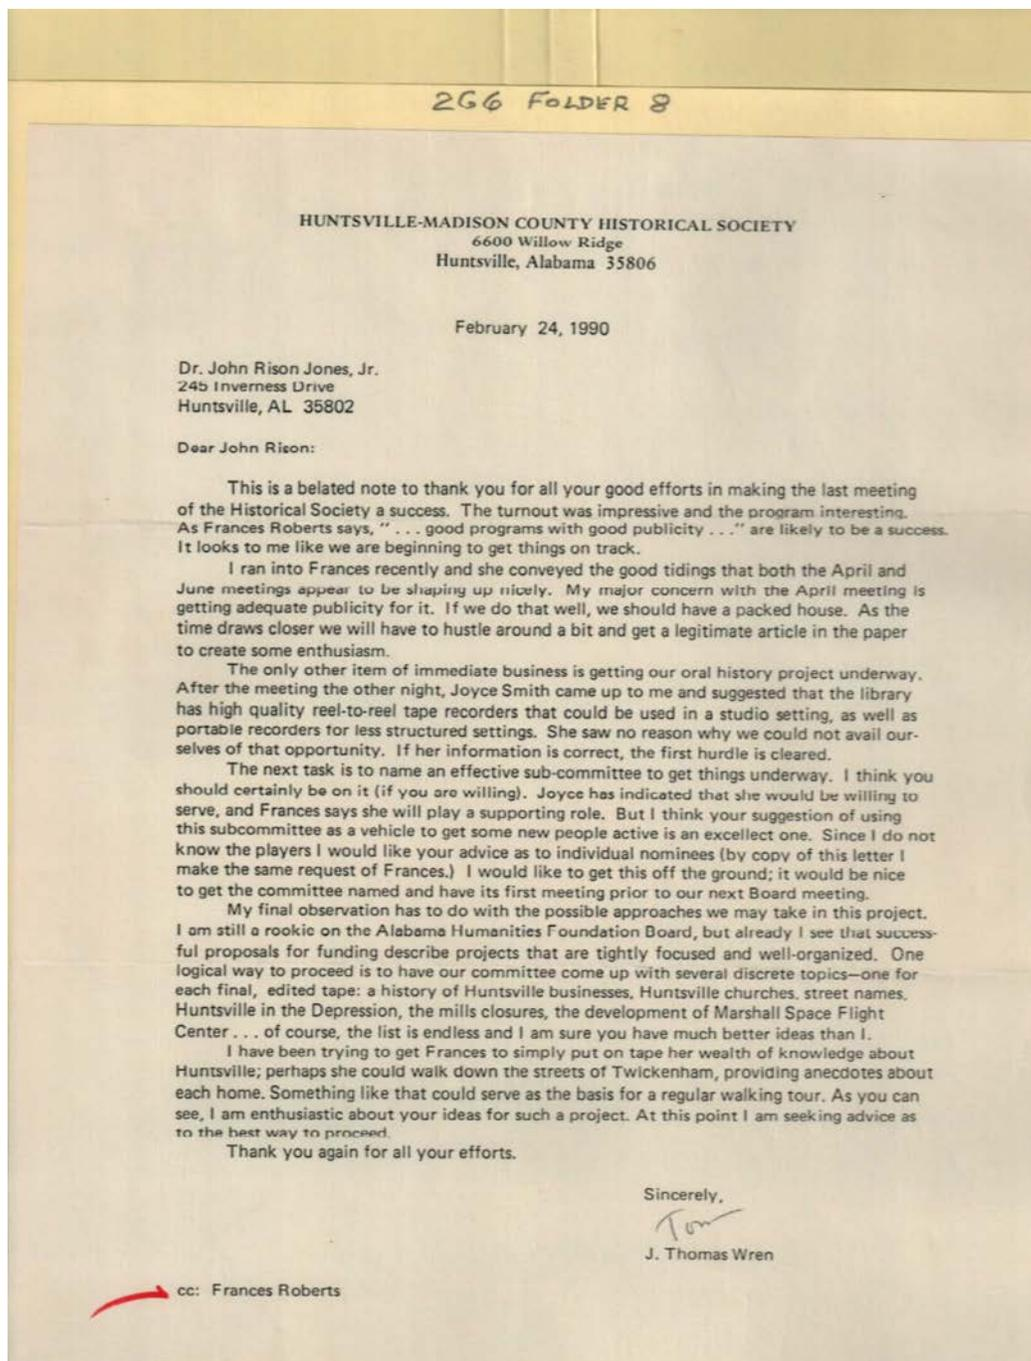 2G6 FOLDER 8
HUNTSVILLE-MADISON COUNTY HISTORICAL SOCIETY
6600 Willow Ridge
Huntsville, Alabama 35806
February 24, 1990
Dr. John Rison Jones, Jr.
245 Inverness Drive
Huntsville, AL 35802
Dear John Rison:
This is a belated note to thank you for all your good efforts in making the last meeting
of the Historical Society a success. The turnout was impressive and the program interesting.
As Frances Roberts says, " . . . good programs with good publicity . . ." are likely to be a success.
It looks to me like we are beginning to get things on track.
I ran into Frances recently and she conveyed the good tidings that both the April and
June meetings appear to be shaping up nicely. My major concern with the April meeting is
getting adequate publicity for it. If we do that well, we should have a packed house. As the
time draws closer we will have to hustle around a bit and get a legitimate article in the paper
to create some enthusiasm.
The only other item of immediate business is getting our oral history project underway.
After the meeting the other night, Joyce Smith came up to me and suggested that the library
has high quality reel-to-reel tape recorders that could be used in a studio setting, as well as
portable recorders for less structured settings. She saw no reason why we could not avail our-
selves of that opportunity. If her information is correct, the first hurdle is cleared.
The next task is to name an effective sub-committee to get things underway. I think you
should certainly be on it (if you are willing). Joyce has indicated that she would be willing to
serve, and Frances says she will play a supporting role. But I think your suggestion of using
this subcommittee as a vehicle to get some new people active is an excellect one. Since I do not
know the players I would like your advice as to individual nominees (by copy of this letter I
make the same request of Frances.) I would like to get this off the ground; it would be nice
to get the committee named and have its first meeting prior to our next Board meeting.
My final observation has to do with the possible approaches we may take in this project.
I am still a rookie on the Alabama Humanities Foundation Board, but already I see that success-
ful proposals for funding describe projects that are tightly focused and well-organized. One
logical way to proceed is to have our committee come up with several discrete topics—one for
each final, edited tape: a history of Huntsville businesses, Huntsville churches, street names,
Huntsville in the Depression, the mills closures, the development of Marshall Space Flight
Center . . . of course, the list is endless and I am sure you have much better ideas than I.
I have been trying to get Frances to simply put on tape her wealth of knowledge about
Huntsville; perhaps she could walk down the streets of Twickenham, providing anecdotes about
each home. Something like that could serve as the basis for a regular walking tour. As you can
see, I am enthusiastic about your ideas for such a project. At this point I am seeking advice as
to the best way to proceed.
Thank you again for all your efforts.
Sincerely,
Tom
J. Thomas Wren
cc: Frances Roberts